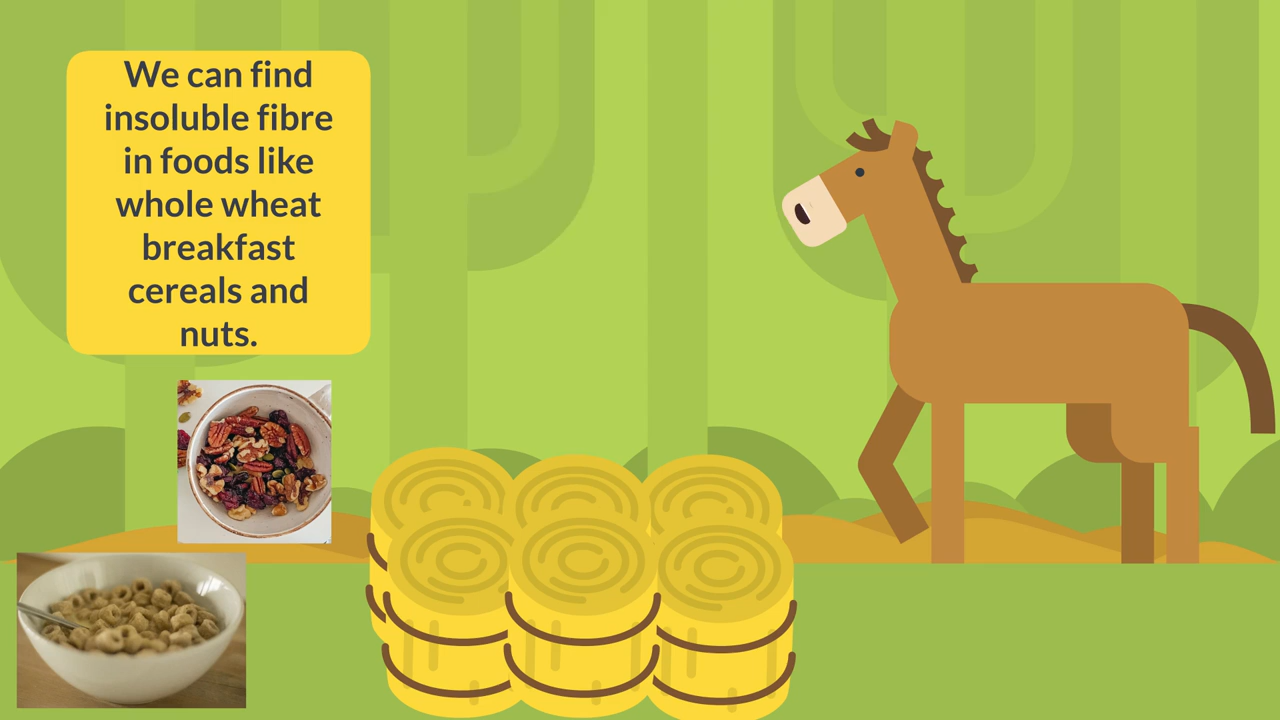 We can find
insoluble fibre
in foods like
whole wheat
breakfast
cereals and
nuts.